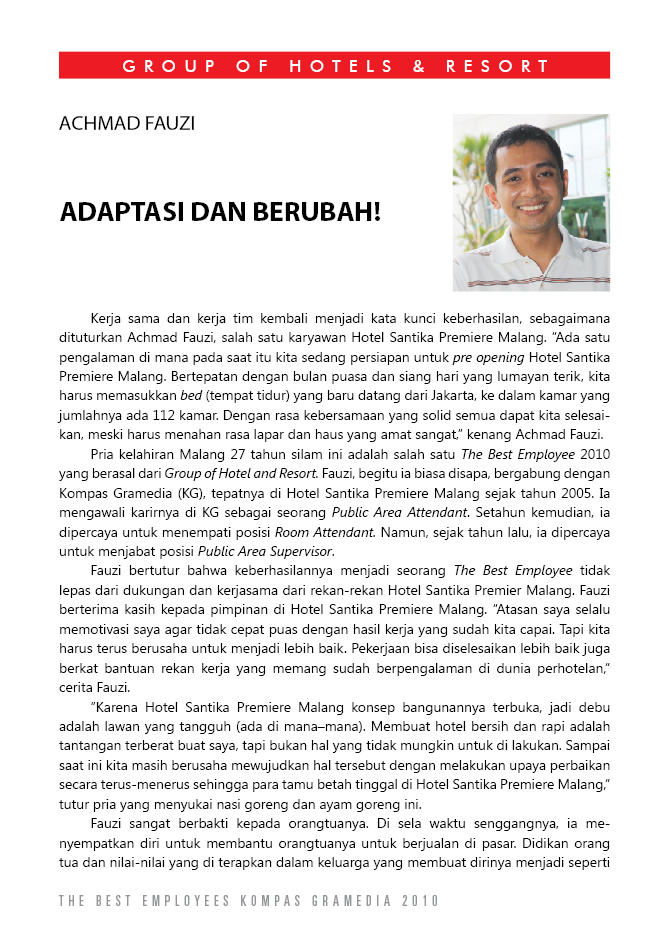 GROUP OF HOTELS & RESORT
ACHMAD FAUZI
ADAPTASI DAN BERUBAH!
Kerja sama dan kerja tim kembali menjadi kata kunci keberhasilan, sebagaimana
dituturkan Achmad Fauzi, salah satu karyawan Hotel Santika Premiere Malang. “Ada satu
pengalaman di mana pada saat itu kita sedang persiapan untuk pre opening Hotel Santika
Premiere Malang. Bertepatan dengan bulan puasa dan siang hari yang lumayan terik, kita
harus memasukkan bed (tempat tidur) yang baru datang dari Jakarta, ke dalam kamar yang
jumlahnya ada 112 kamar. Dengan rasa kebersamaan yang solid semua dapat kita selesai-
kan, meski harus menahan rasa lapar dan haus yang amat sangat,” kenang Achmad Fauzi.
Pria kelahiran Malang 27 tahun silam ini adalah salah satu The Best Employee 2010
yang berasal dari Group of Hotel and Resort. Fauzi, begitu ia biasa disapa, bergabung dengan
Kompas Gramedia (KG), tepatnya di Hotel Santika Premiere Malang sejak tahun 2005. Ia
mengawali karirnya di KG sebagai seorang Public Area Attendant. Setahun kemudian, ia
dipercaya untuk menempati posisi Room Attendant. Namun, sejak tahun lalu, ia dipercaya
untuk menjabat posisi Public Area Supervisor.
Fauzi bertutur bahwa keberhasilannya menjadi seorang The Best Employee tidak
lepas dari dukungan dan kerjasama dari rekan-rekan Hotel Santika Premier Malang. Fauzi
berterima kasih kepada pimpinan di Hotel Santika Premiere Malang. “Atasan saya selalu
memotivasi saya agar tidak cepat puas dengan hasil kerja yang sudah kita capai. Tapi kita
harus terus berusaha untuk menjadi lebih baik. Pekerjaan bisa diselesaikan lebih baik juga
berkat bantuan rekan kerja yang memang sudah berpengalaman di dunia perhotelan,”
cerita Fauzi.
“Karena Hotel Santika Premiere Malang konsep bangunannya terbuka, jadi debu
adalah lawan yang tangguh (ada di mana–mana). Membuat hotel bersih dan rapi adalah
tantangan terberat buat saya, tapi bukan hal yang tidak mungkin untuk di lakukan. Sampai
saat ini kita masih berusaha mewujudkan hal tersebut dengan melakukan upaya perbaikan
secara terus-menerus sehingga para tamu betah tinggal di Hotel Santika Premiere Malang,”
tutur pria yang menyukai nasi goreng dan ayam goreng ini.
Fauzi sangat berbakti kepada orangtuanya. Di sela waktu senggangnya, ia me-
nyempatkan diri untuk membantu orangtuanya untuk berjualan di pasar. Didikan orang
tua dan nilai-nilai yang di terapkan dalam keluarga yang membuat dirinya menjadi seperti
THE BEST EMPLOYEES KOMPAS GRAMEDIA 2010